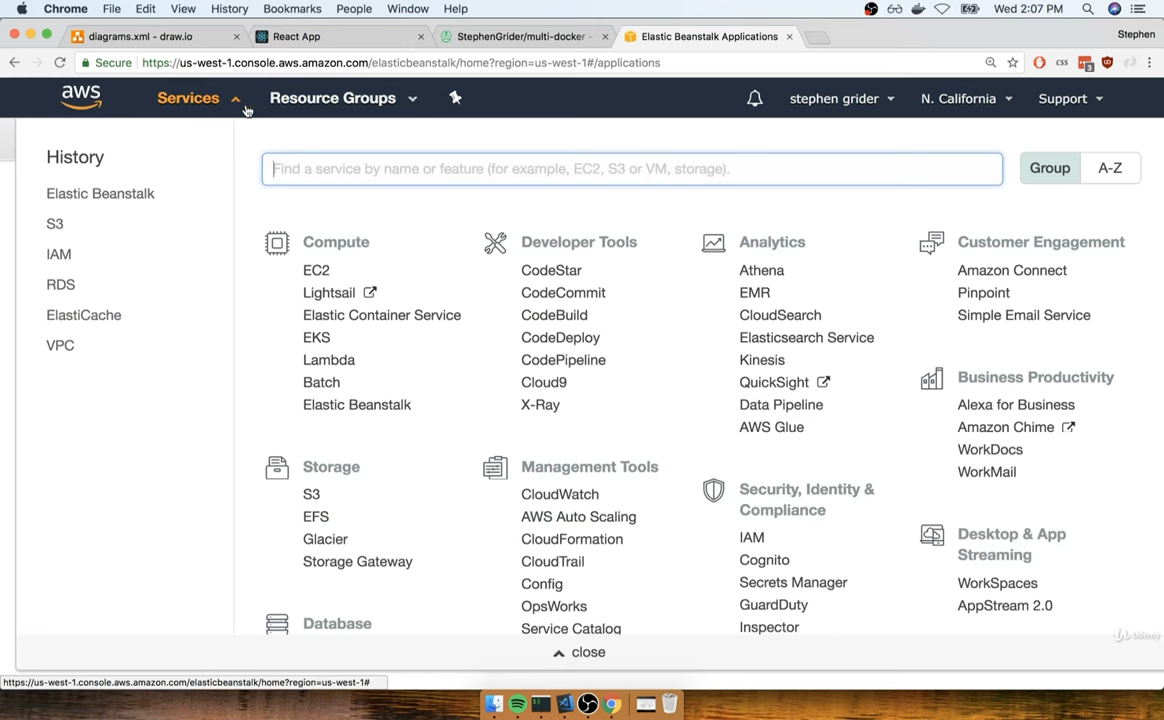 Chrome File Edit View History Bookmarks People Window Help Wed 2:07 PM
diagrams.xml - draw.io React App StephenGrider/multi-docker - Elastic Beanstalk Applications Stephen
Secure https://us-west-1.console.aws.amazon.com/elasticbeanstalk/home?region=us-west-1#/applications css 3
aws Services Resource Groups stephen grider N. California Support
History
Elastic Beanstalk
S3
IAM
RDS
ElastiCache
VPC
Find a service by name or feature (for example, EC2, S3 or VM, storage). Group A-Z
Compute
EC2
Lightsail
Elastic Container Service
EKS
Lambda
Batch
Elastic Beanstalk
Storage
S3
EFS
Glacier
Storage Gateway
Database
Developer Tools
CodeStar
CodeCommit
CodeBuild
CodeDeploy
CodePipeline
Cloud9
X-Ray
Management Tools
CloudWatch
AWS Auto Scaling
CloudFormation
CloudTrail
Config
OpsWorks
Service Catalog
Analytics
Athena
EMR
CloudSearch
Elasticsearch Service
Kinesis
QuickSight
Data Pipeline
AWS Glue
Security, Identity &
Compliance
IAM
Cognito
Secrets Manager
GuardDuty
Inspector
Customer Engagement
Amazon Connect
Pinpoint
Simple Email Service
Business Productivity
Alexa for Business
Amazon Chime
WorkDocs
WorkMail
Desktop & App
Streaming
WorkSpaces
AppStream 2.0
close
Udemy
https://us-west-1.console.aws.amazon.com/elasticbeanstalk/home?region=us-west-1#